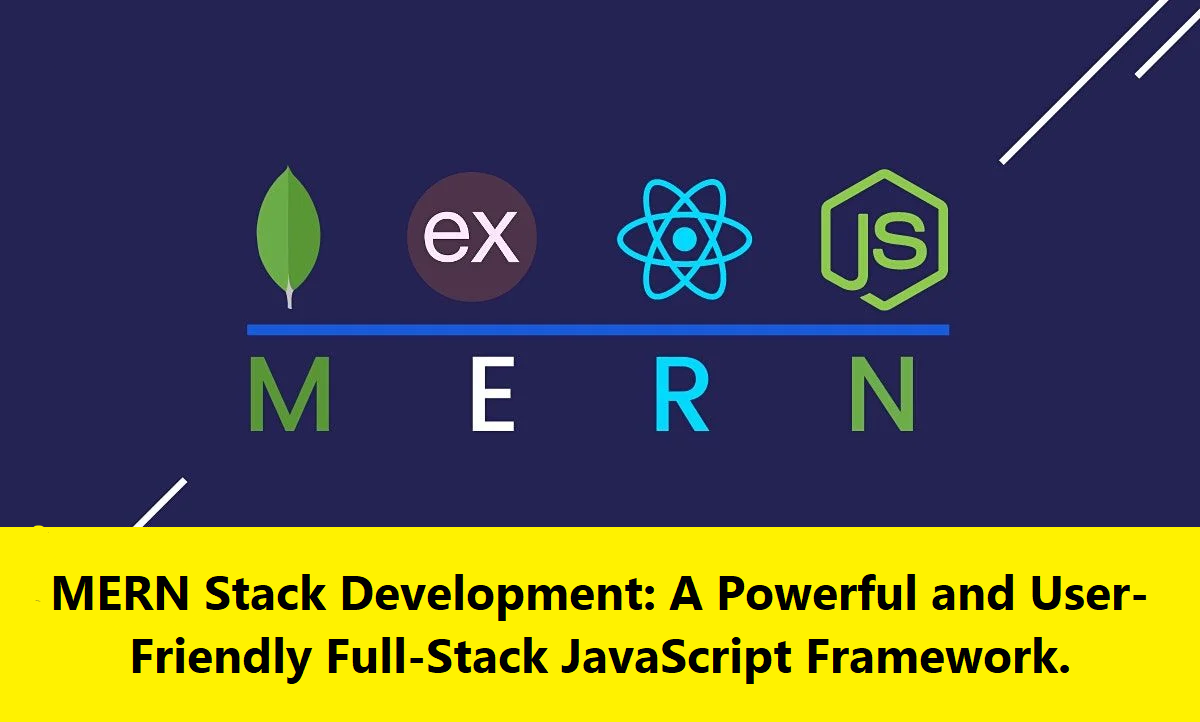 ex
JS
M E R N
MERN Stack Development: A Powerful and User-
Friendly Full-Stack JavaScript Framework.